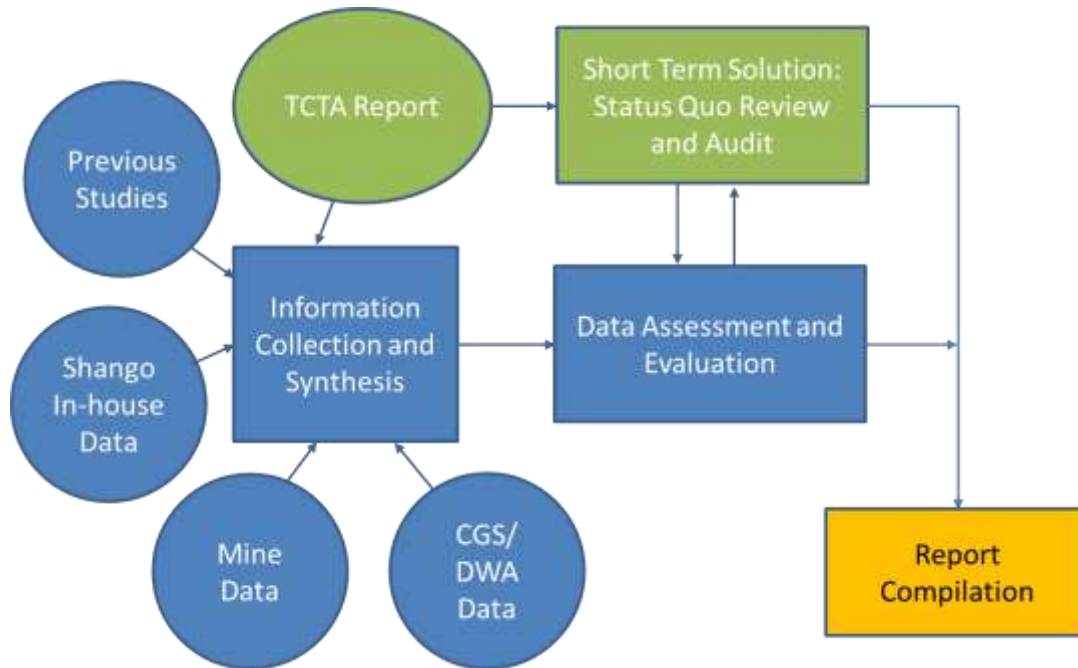 TCTA Report
Short Term Solution:
Status Quo Review
and Audit
Previous
Studies
Information
Collection and
Synthesis
Data Assessment and
Evaluation
Shango
In-house
Data
Mine
Data
CGS/
DWA
Data
Report
Compilation